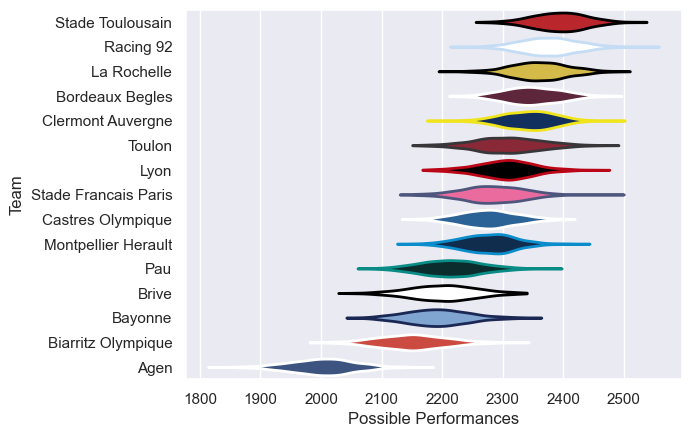 Stade Toulousain
Racing 92
La Rochelle
Bordeaux Begles
Clermont Auvergne
Toulon
Lyon
Stade Francais Paris
Castres Olympique
Montpellier Herault
Pau
Brive
Bayonne
Biarritz Olympique
Agen
Team
1800 1900 2000 2100 2200 2300 2400 2500
Possible Performances